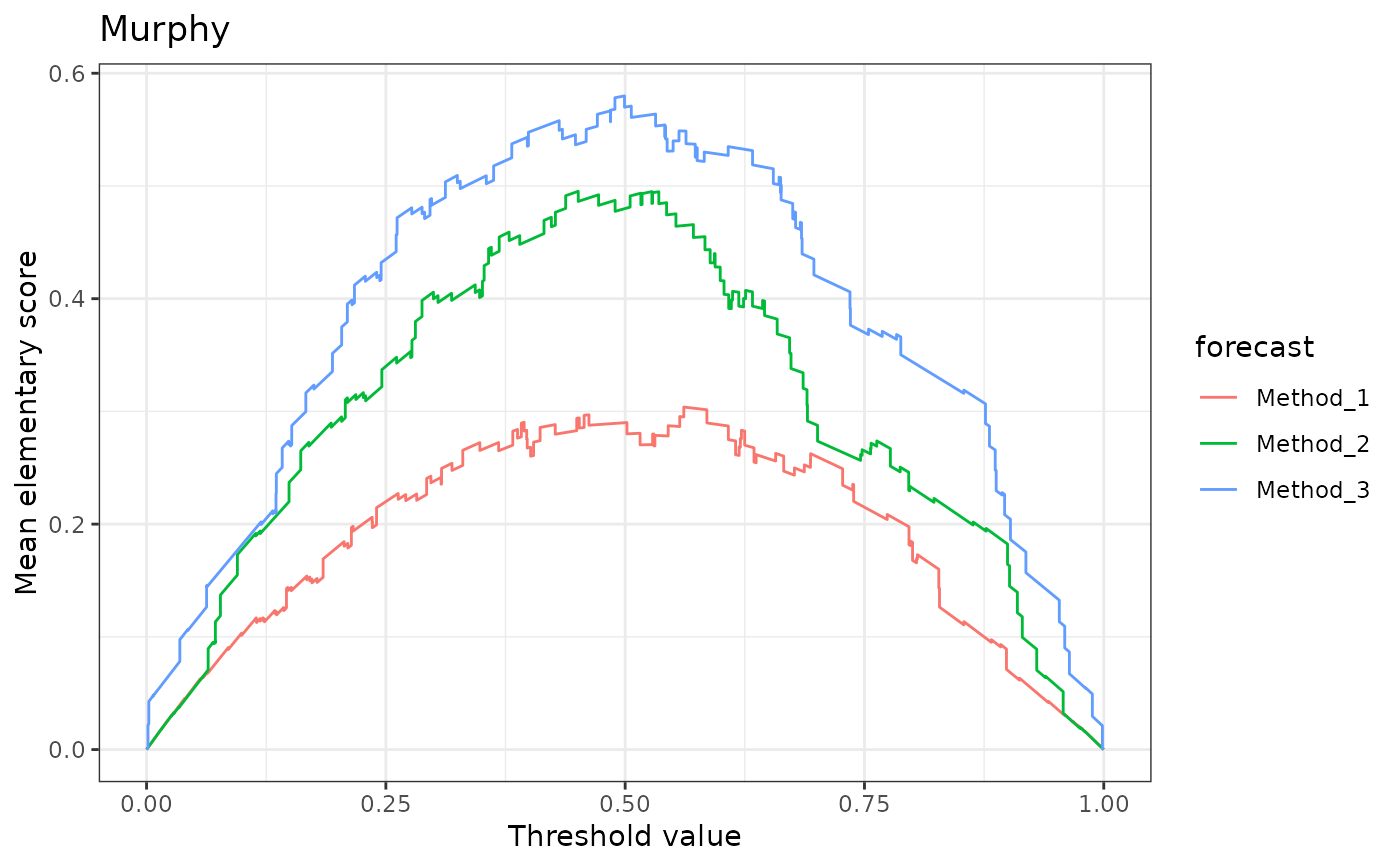 Murphy
Mean elementary score
0.6
0.4
0.2
0.0
0.00 0.25 0.50 0.75 1.00
Threshold value
forecast
Method_1
Method_2
Method_3